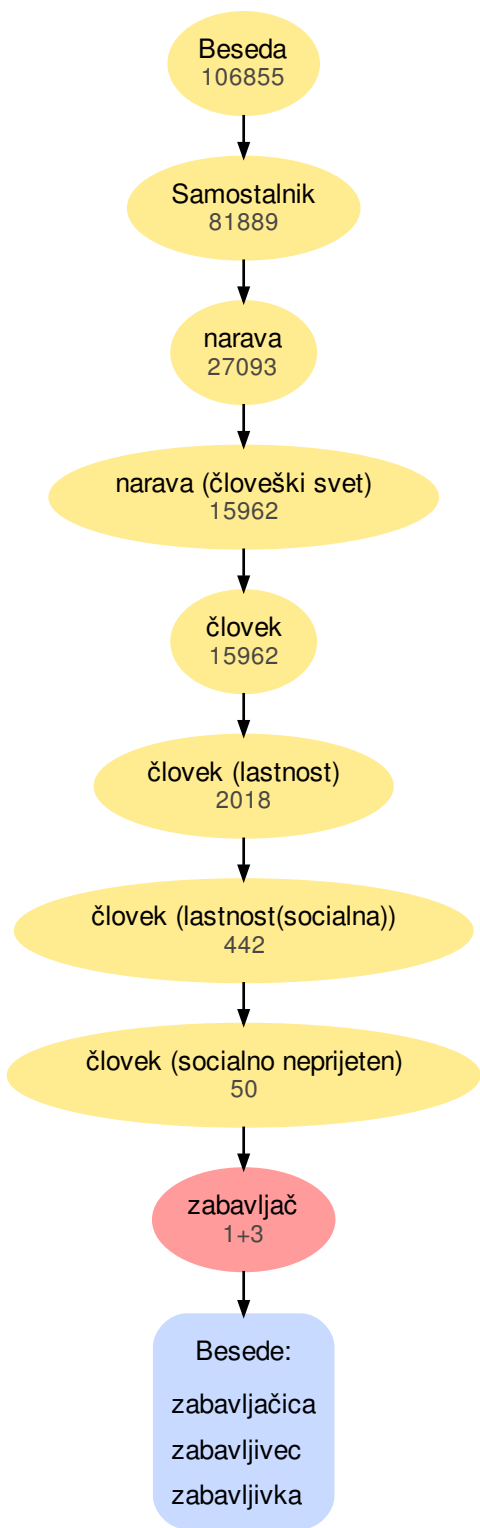 Beseda
106855
Samostalnik
81889
narava
27093
narava (človeški svet)
15962
človek
15962
človek (lastnost)
2018
človek (lastnost(socialna))
442
človek (socialno neprijeten)
50
zabavljač
1+3
Besede:
zabavljačica
zabavljivec
zabavljivka